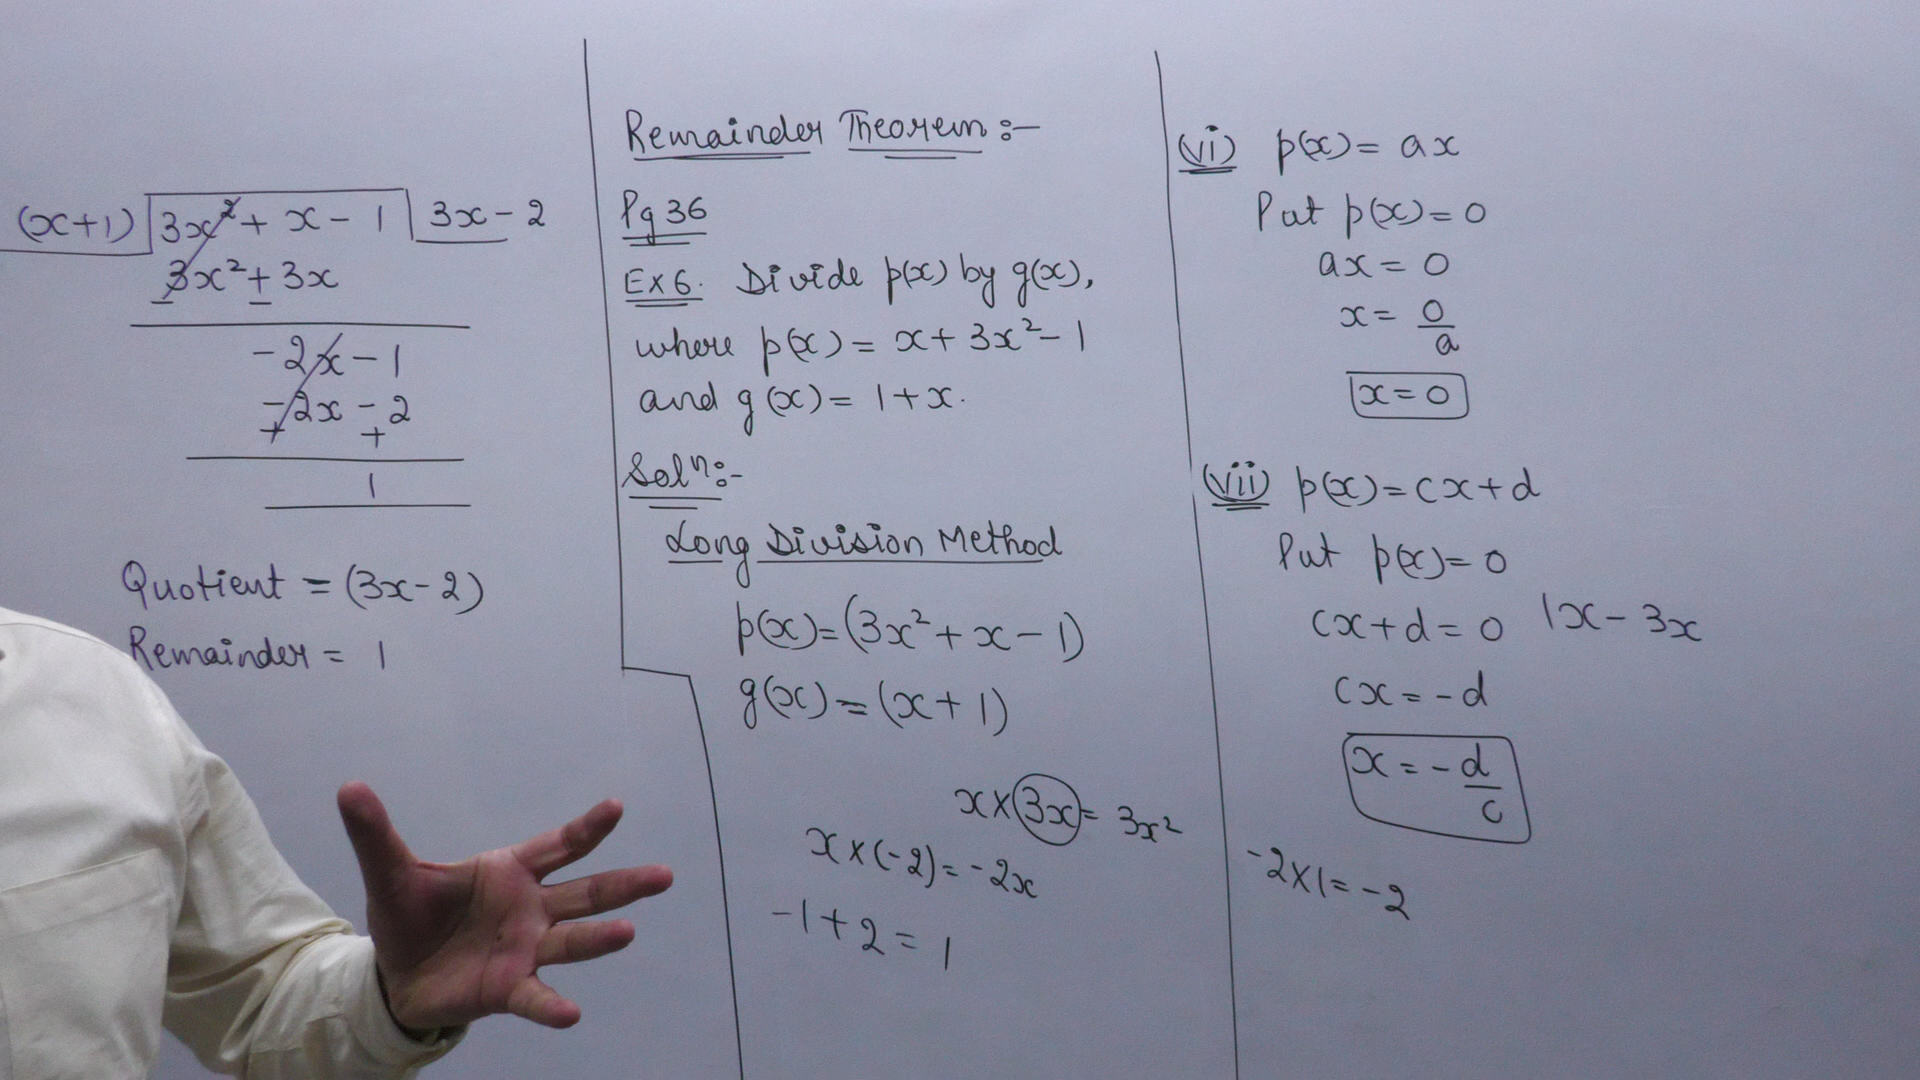 (x+1) 3x² + x - 1 3x - 2
3x² + 3x
- -
-2x - 1
-2x - 2
+ +
1
Quotient = (3x-2)
Remainder = 1
Remainder Theorem :-
Pg 36
Ex 6. Divide p(x) by g(x),
where p(x) = x + 3x² - 1
and g(x) = 1 + x.
Solⁿ:-
Long Division Method
p(x) = (3x² + x - 1)
g(x) = (x + 1)
x × 3x = 3x²
x × (-2) = -2x
-1 + 2 = 1
(vi) p(x) = ax
Put p(x) = 0
ax = 0
x = 0/a
x = 0
(vii) p(x) = cx + d
Put p(x) = 0
cx + d = 0 1x - 3x
cx = -d
x = -d/c
-2 × 1 = -2